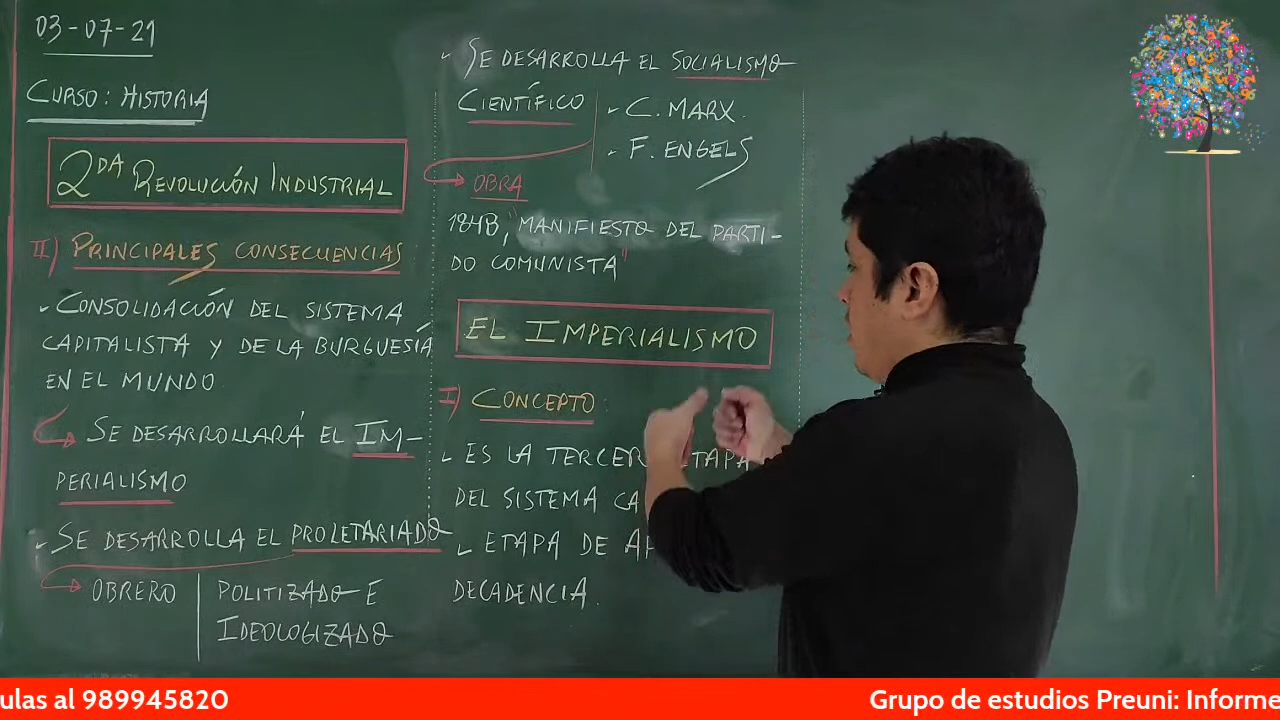 03-07-21
CURSO: HISTORIA
2DA REVOLUCIÓN INDUSTRIAL
II) PRINCIPALES CONSECUENCIAS
CONSOLIDACIÓN DEL SISTEMA
CAPITALISTA Y DE LA BURGUESÍA
EN EL MUNDO
SE DESARROLLARÁ EL IM-
PERIALISMO
SE DESARROLLA EL PROLETARIADO
OBRERO
POLITIZADO E
IDEOLOGIZADO
SE DESARROLLA EL SOCIALISMO
CIENTÍFICO
C. MARX.
F. ENGELS
OBRA
1848, "MANIFIESTO DEL PARTI-
DO COMUNISTA"
EL IMPERIALISMO
I) CONCEPTO:
ES LA TERCER ETAPA
DEL SISTEMA CA
ETAPA DE AP
DECADENCIA.
ulas al 989945820
Grupo de estudios Preuni: Informe